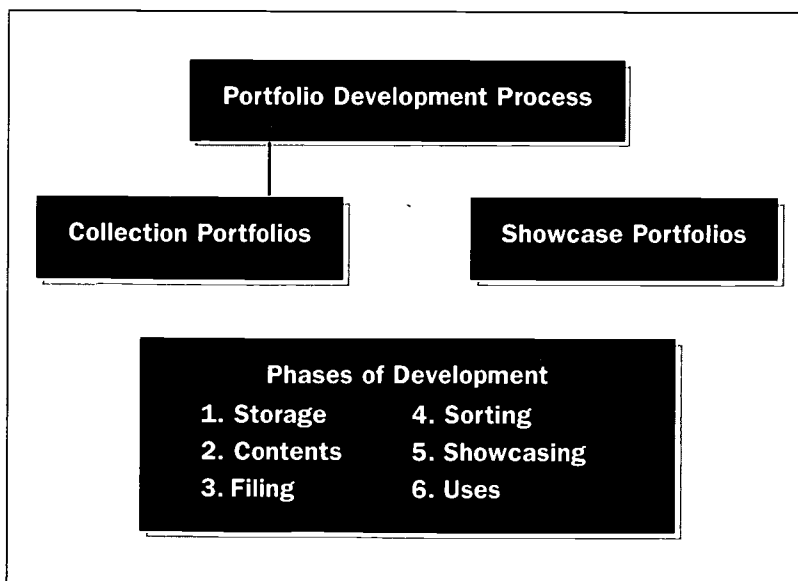 Portfolio Development Process
Collection Portfolios
Showcase Portfolios
Phases of Development
1. Storage
2. Contents
3. Filing
4. Sorting
5. Showcasing
6. Uses